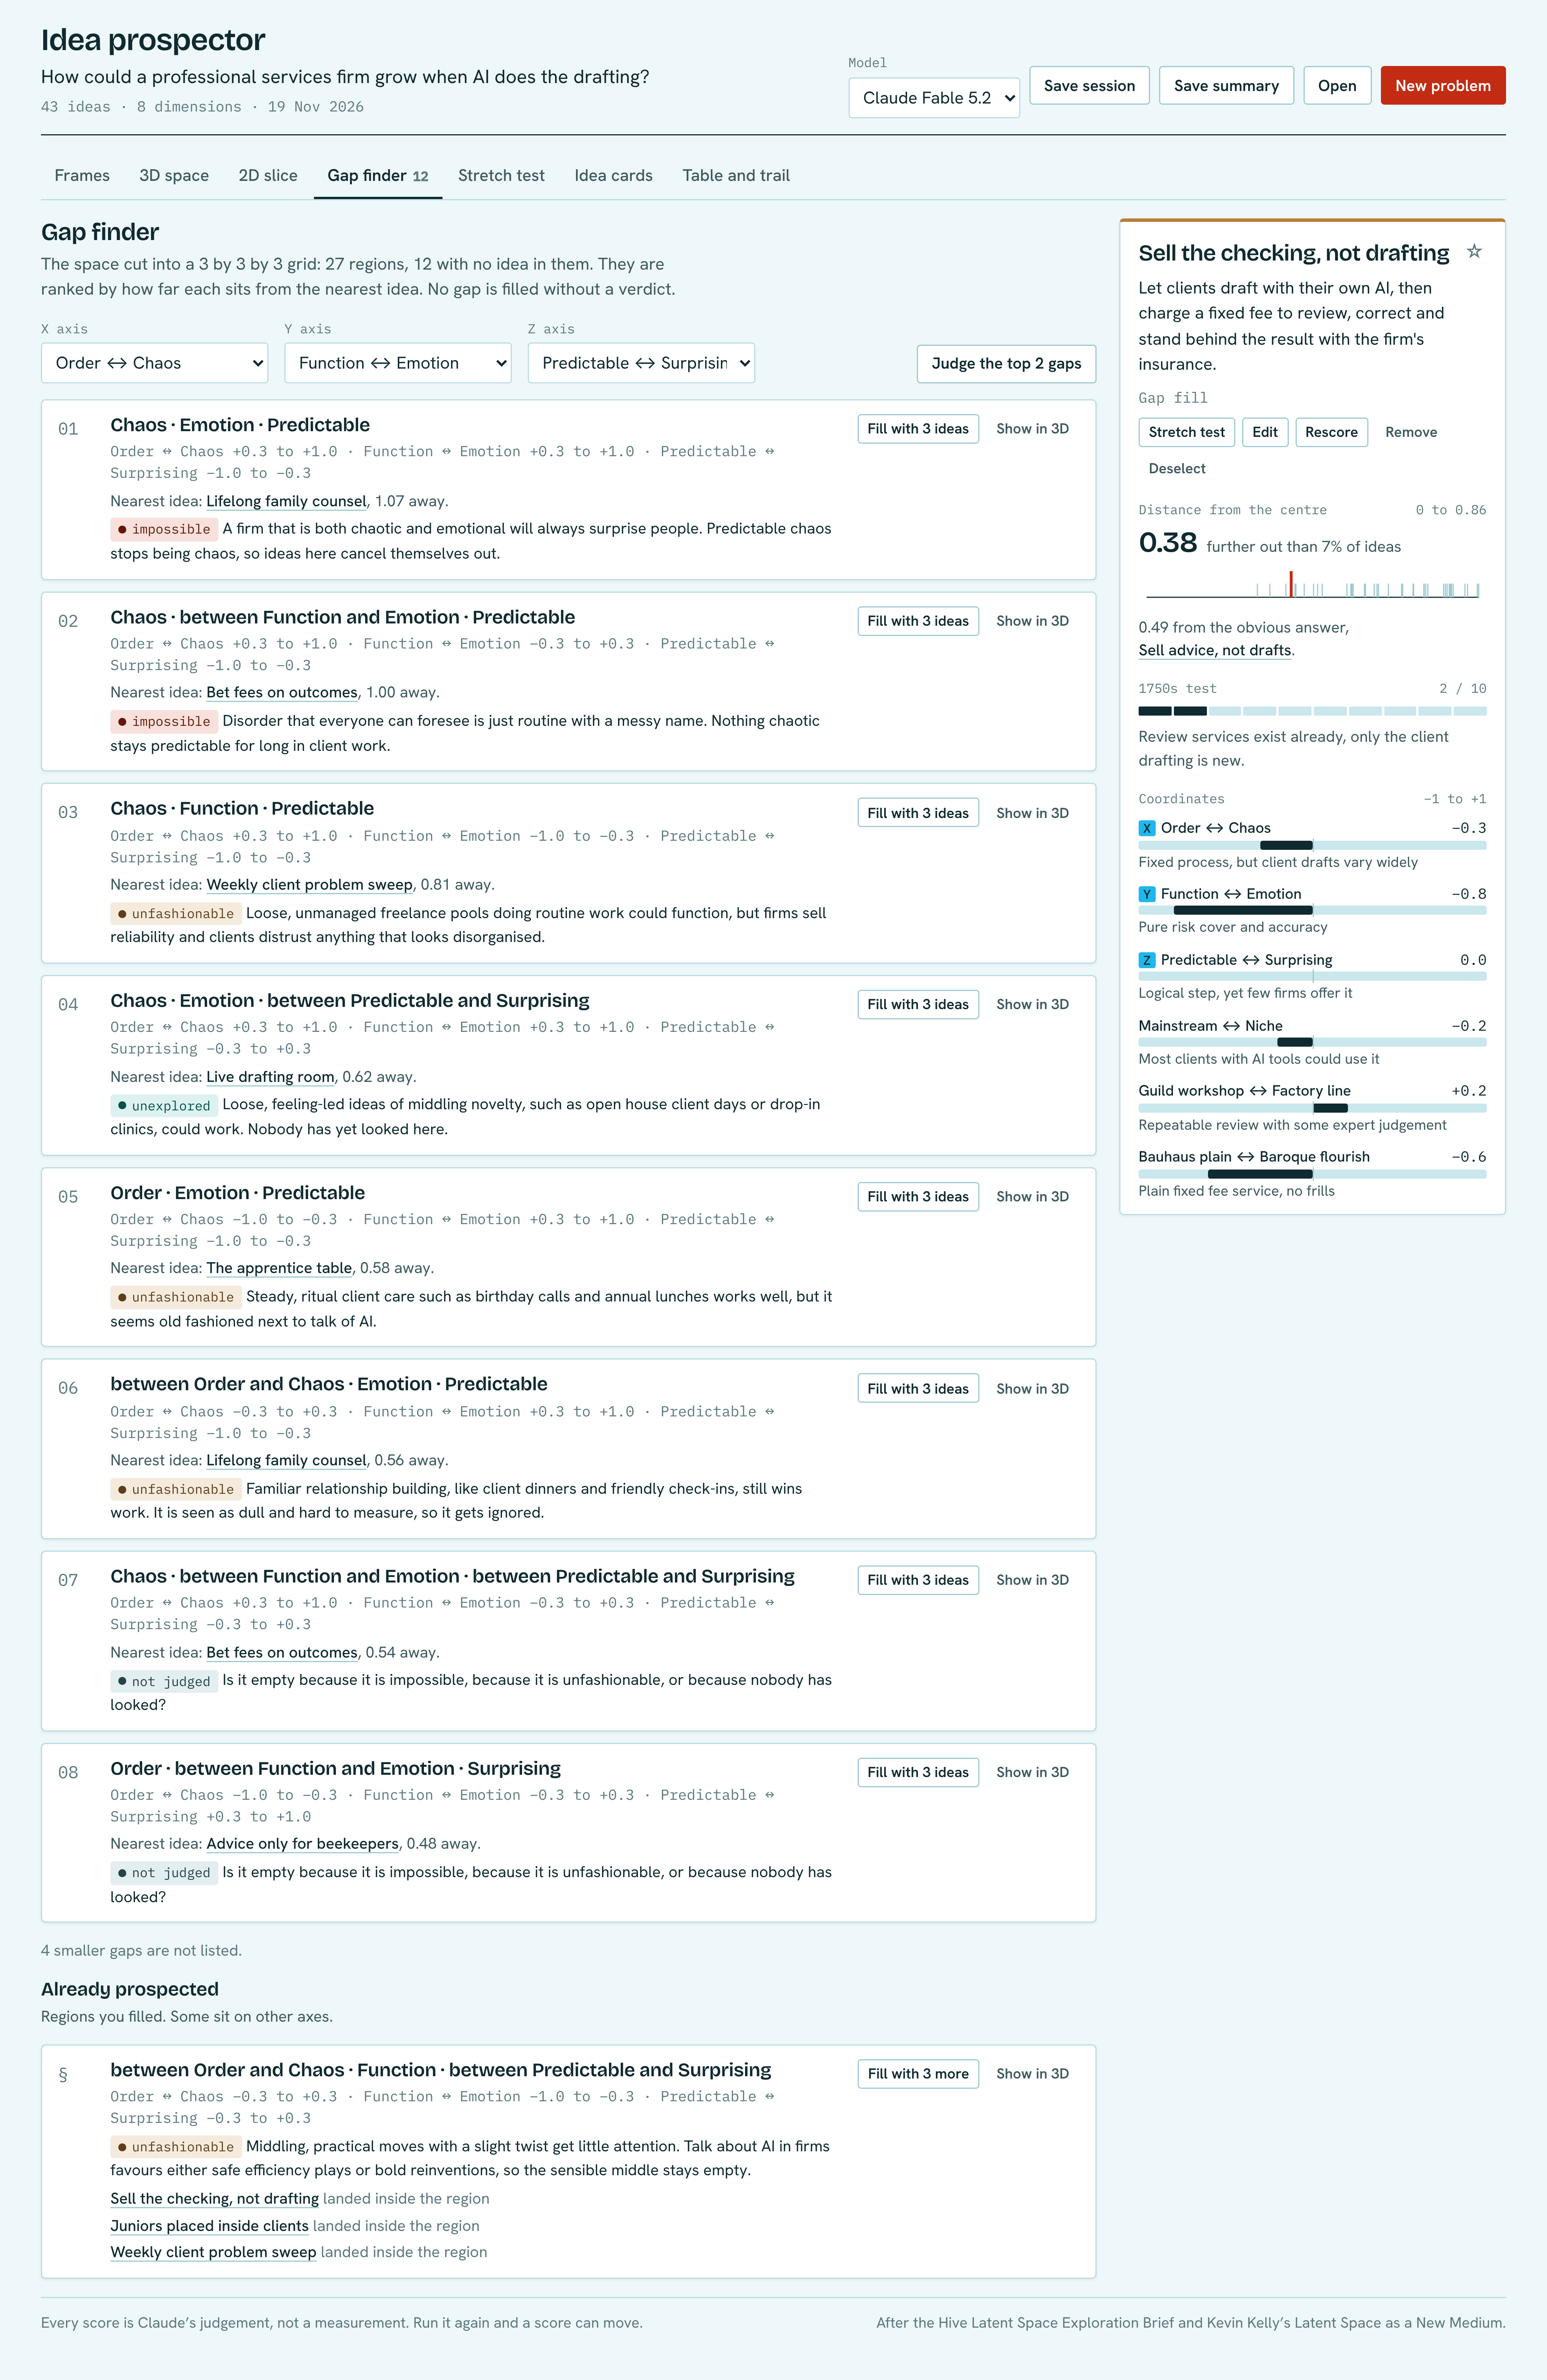 Idea prospector
How could a professional services firm grow when AI does the drafting?
43 ideas · 8 dimensions · 19 Nov 2026
Model
Claude Fable 5.2
Save session
Save summary
Open
New problem
Frames
3D space
2D slice
Gap finder 12
Stretch test
Idea cards
Table and trail
Gap finder
The space cut into a 3 by 3 by 3 grid: 27 regions, 12 with no idea in them. They are
ranked by how far each sits from the nearest idea. No gap is filled without a verdict.
X axis
Order ↔ Chaos
Y axis
Function ↔ Emotion
Z axis
Predictable ↔ Surprisin
Judge the top 2 gaps
01
Chaos · Emotion · Predictable
Order ↔ Chaos +0.3 to +1.0 · Function ↔ Emotion +0.3 to +1.0 · Predictable ↔
Surprising −1.0 to −0.3
Nearest idea: Lifelong family counsel, 1.07 away.
impossible A firm that is both chaotic and emotional will always surprise people. Predictable chaos
stops being chaos, so ideas here cancel themselves out.
Fill with 3 ideas
Show in 3D
02
Chaos · between Function and Emotion · Predictable
Order ↔ Chaos +0.3 to +1.0 · Function ↔ Emotion −0.3 to +0.3 · Predictable ↔
Surprising −1.0 to −0.3
Nearest idea: Bet fees on outcomes, 1.00 away.
impossible Disorder that everyone can foresee is just routine with a messy name. Nothing chaotic
stays predictable for long in client work.
Fill with 3 ideas
Show in 3D
03
Chaos · Function · Predictable
Order ↔ Chaos +0.3 to +1.0 · Function ↔ Emotion −1.0 to −0.3 · Predictable ↔
Surprising −1.0 to −0.3
Nearest idea: Weekly client problem sweep, 0.81 away.
unfashionable Loose, unmanaged freelance pools doing routine work could function, but firms sell
reliability and clients distrust anything that looks disorganised.
Fill with 3 ideas
Show in 3D
04
Chaos · Emotion · between Predictable and Surprising
Order ↔ Chaos +0.3 to +1.0 · Function ↔ Emotion +0.3 to +1.0 · Predictable ↔
Surprising −0.3 to +0.3
Nearest idea: Live drafting room, 0.62 away.
unexplored Loose, feeling-led ideas of middling novelty, such as open house client days or drop-in
clinics, could work. Nobody has yet looked here.
Fill with 3 ideas
Show in 3D
05
Order · Emotion · Predictable
Order ↔ Chaos −1.0 to −0.3 · Function ↔ Emotion +0.3 to +1.0 · Predictable ↔
Surprising −1.0 to −0.3
Nearest idea: The apprentice table, 0.58 away.
unfashionable Steady, ritual client care such as birthday calls and annual lunches works well, but it
seems old fashioned next to talk of AI.
Fill with 3 ideas
Show in 3D
06
between Order and Chaos · Emotion · Predictable
Order ↔ Chaos −0.3 to +0.3 · Function ↔ Emotion +0.3 to +1.0 · Predictable ↔
Surprising −1.0 to −0.3
Nearest idea: Lifelong family counsel, 0.56 away.
unfashionable Familiar relationship building, like client dinners and friendly check-ins, still wins
work. It is seen as dull and hard to measure, so it gets ignored.
Fill with 3 ideas
Show in 3D
07
Chaos · between Function and Emotion · between Predictable and Surprising
Order ↔ Chaos +0.3 to +1.0 · Function ↔ Emotion −0.3 to +0.3 · Predictable ↔
Surprising −0.3 to +0.3
Nearest idea: Bet fees on outcomes, 0.54 away.
not judged Is it empty because it is impossible, because it is unfashionable, or because nobody has
looked?
Fill with 3 ideas
Show in 3D
08
Order · between Function and Emotion · Surprising
Order ↔ Chaos −1.0 to −0.3 · Function ↔ Emotion −0.3 to +0.3 · Predictable ↔
Surprising +0.3 to +1.0
Nearest idea: Advice only for beekeepers, 0.48 away.
not judged Is it empty because it is impossible, because it is unfashionable, or because nobody has
looked?
Fill with 3 ideas
Show in 3D
4 smaller gaps are not listed.
Already prospected
Regions you filled. Some sit on other axes.
§
between Order and Chaos · Function · between Predictable and Surprising
Order ↔ Chaos −0.3 to +0.3 · Function ↔ Emotion −1.0 to −0.3 · Predictable ↔
Surprising −0.3 to +0.3
unfashionable Middling, practical moves with a slight twist get little attention. Talk about AI in firms
favours either safe efficiency plays or bold reinventions, so the sensible middle stays empty.
Sell the checking, not drafting landed inside the region
Juniors placed inside clients landed inside the region
Weekly client problem sweep landed inside the region
Fill with 3 more
Show in 3D
Sell the checking, not drafting ☆
Let clients draft with their own AI, then
charge a fixed fee to review, correct and
stand behind the result with the firm's
insurance.
Gap fill
Stretch test
Edit
Rescore
Remove
Deselect
Distance from the centre 0 to 0.86
0.38 further out than 7% of ideas
0.49 from the obvious answer,
Sell advice, not drafts.
1750s test 2 / 10
Review services exist already, only the client
drafting is new.
Coordinates −1 to +1
X Order ↔ Chaos −0.3
Fixed process, but client drafts vary widely
Y Function ↔ Emotion −0.8
Pure risk cover and accuracy
Z Predictable ↔ Surprising 0.0
Logical step, yet few firms offer it
Mainstream ↔ Niche −0.2
Most clients with AI tools could use it
Guild workshop ↔ Factory line +0.2
Repeatable review with some expert judgement
Bauhaus plain ↔ Baroque flourish −0.6
Plain fixed fee service, no frills
Every score is Claude’s judgement, not a measurement. Run it again and a score can move.
After the Hive Latent Space Exploration Brief and Kevin Kelly’s Latent Space as a New Medium.